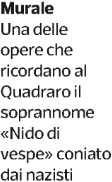 Murale
Una delle
opere che
ricordano al
Quadraro il
soprannome
«Nido di
vespe» coniato
dai nazisti